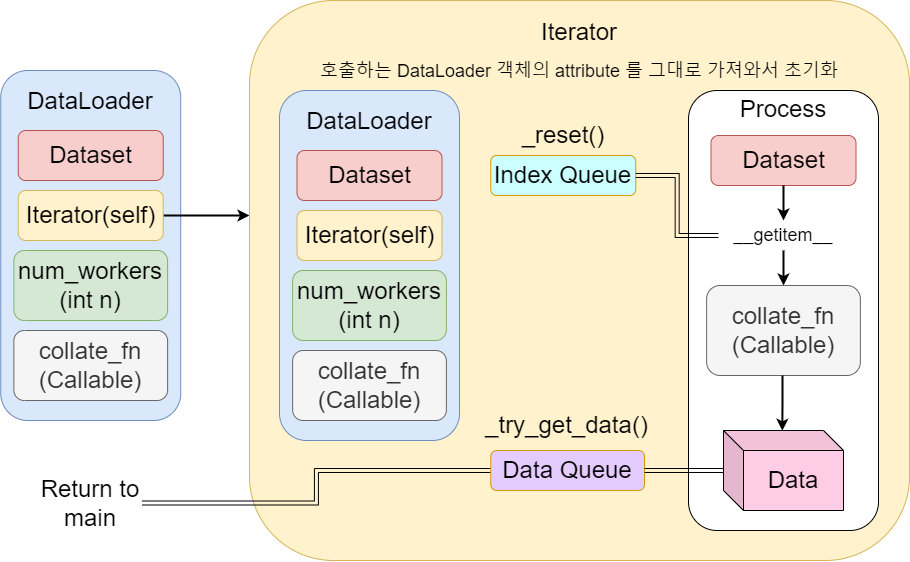 DataLoader
Dataset
Iterator(self)
num_workers
(int n)
collate_fn
(Callable)
Iterator
호출하는 DataLoader 객체의 attribute 를 그대로 가져와서 초기화
DataLoader
Dataset
Iterator(self)
num_workers
(int n)
collate_fn
(Callable)
_reset()
Index Queue
Process
Dataset
__getitem__
collate_fn
(Callable)
Data
_try_get_data()
Data Queue
Return to
main